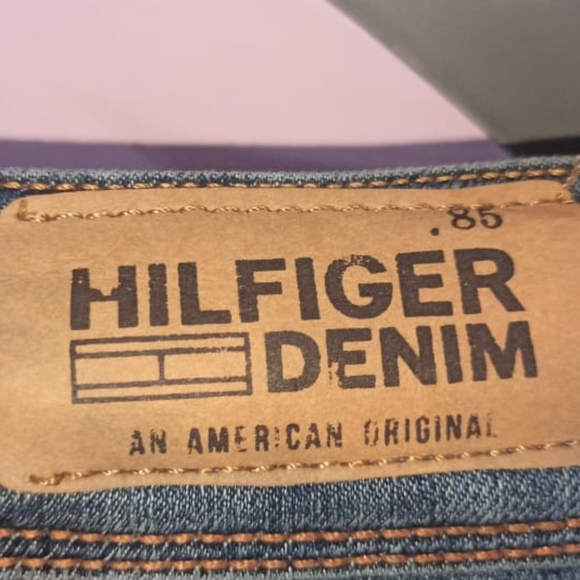 .85
HILFIGER
DENIM
AN AMERICAN ORIGINAL